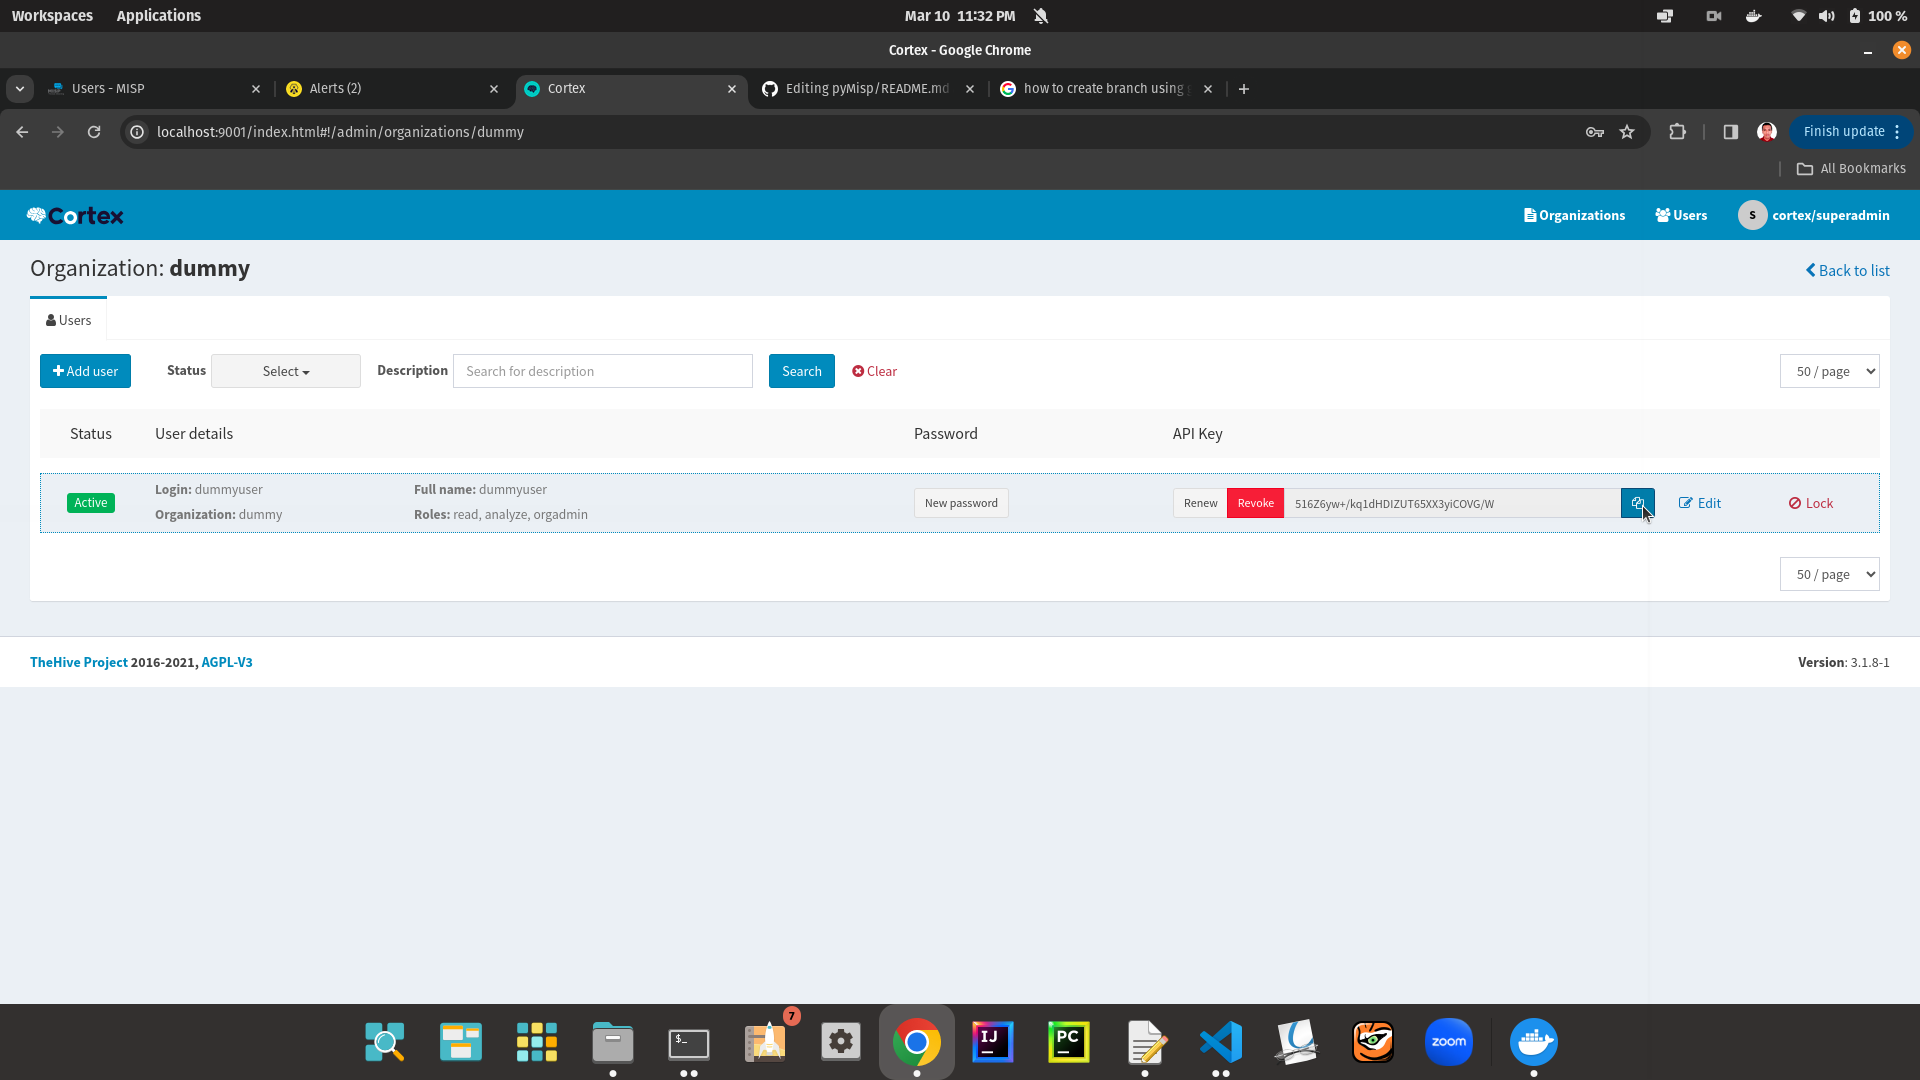 Workspaces Applications Mar 10 11:32 PM 100 %
Cortex - Google Chrome
Users - MISP Alerts (2) Cortex Editing pyMisp/README.md how to create branch using
localhost:9001/index.html#!/admin/organizations/dummy Finish update
All Bookmarks
Cortex Organizations Users S cortex/superadmin
Organization: dummy Back to list
Users
Add user Status Select Description Search for description Search Clear 50 / page
Status User details Password API Key
Login: dummyuser Full name: dummyuser
Active New password Renew Revoke 516Z6yw+/kq1dHDIZUT65XX3yiCOVG/W Edit Lock
Organization: dummy Roles: read, analyze, orgadmin
50 / page
TheHive Project 2016-2021, AGPL-V3 Version: 3.1.8-1
7
$_ IJ PC zoom